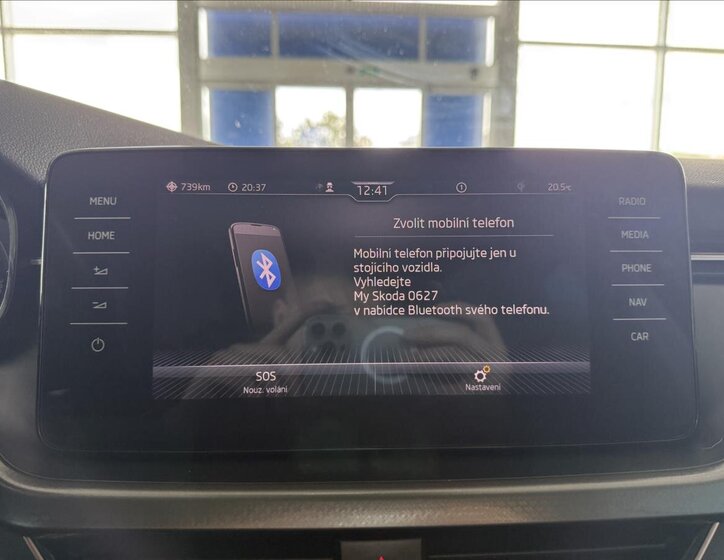 739km 20:37 12:41 20.5°C
MENU
HOME
RADIO
MEDIA
PHONE
NAV
CAR
Zvolit mobilní telefon
Mobilní telefon připojujte jen u
stojícího vozidla.
Vyhledejte
My Skoda 0627
v nabídce Bluetooth svého telefonu.
SOS
Nouz. volání
Nastavení